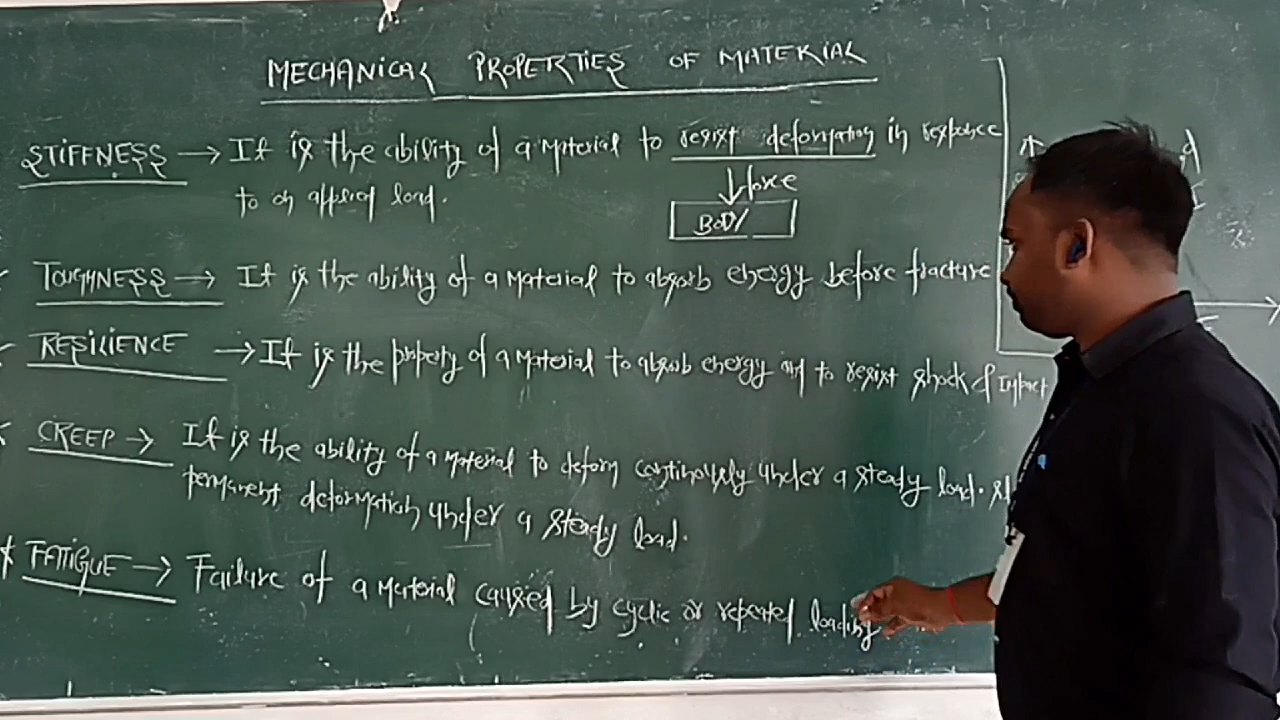 MECHANICAL PROPERTIES OF MATERIAL
STIFFNESS → It is the ability of a material to resist deformation in response
to an applied load.
force
BODY
TOUGHNESS → It is the ability of a material to absorb energy before fracture
RESILIENCE → It is the property of a material to absorb energy and to resist shock & Impact
CREEP → It is the ability of a material to deform continously under a steady load.
permanent deformation under a steady load.
* FATIGUE → Failure of a material caused by cyclic or repeated loading